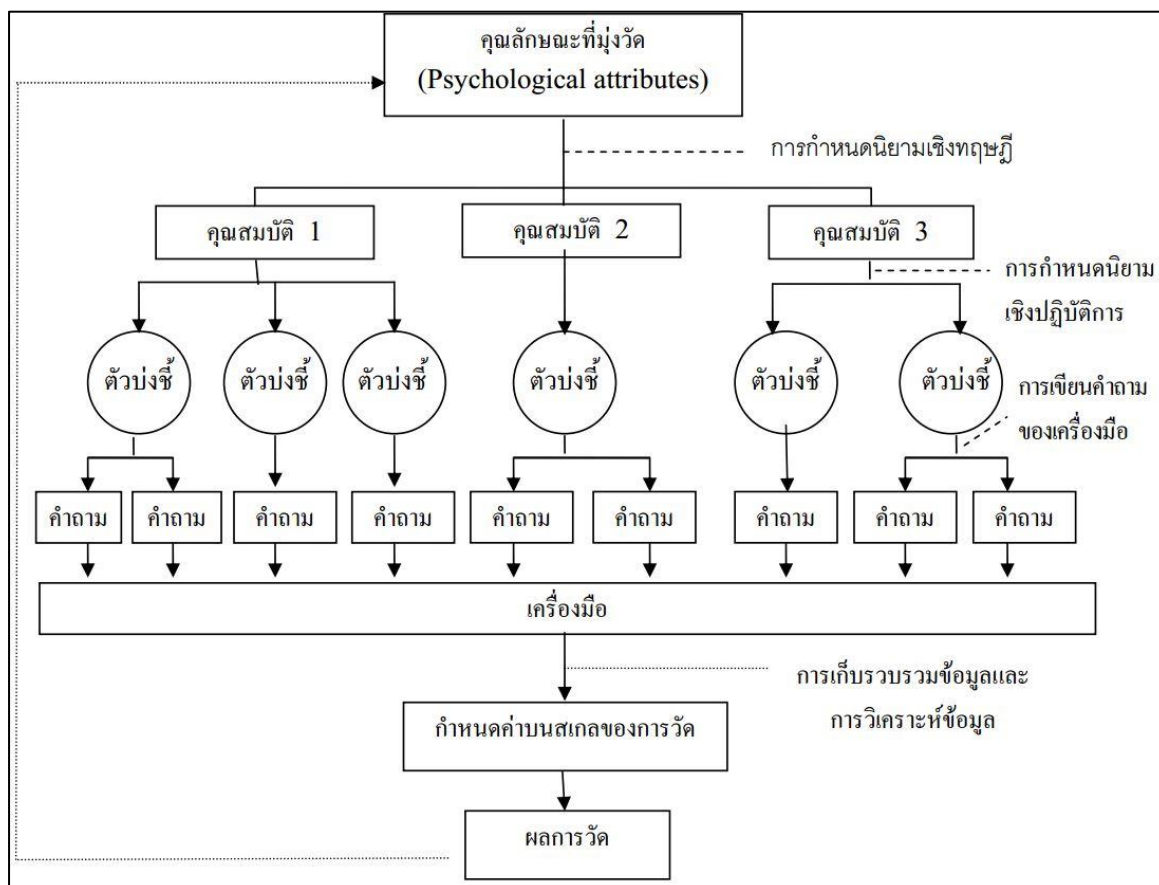 คุณลักษณะที่มุ่งวัด
(Psychological attributes)
การกำหนดนิยามเชิงทฤษฎี
คุณสมบัติ 1
คุณสมบัติ 2
คุณสมบัติ 3
การกำหนดนิยาม
เชิงปฏิบัติการ
ตัวบ่งชี้
ตัวบ่งชี้
ตัวบ่งชี้
ตัวบ่งชี้
ตัวบ่งชี้
ตัวบ่งชี้
การเขียนคำถาม
ของเครื่องมือ
คำถาม
คำถาม
คำถาม
คำถาม
คำถาม
คำถาม
คำถาม
คำถาม
คำถาม
เครื่องมือ
การเก็บรวบรวมข้อมูลและ
การวิเคราะห์ข้อมูล
กำหนดค่าบนสเกลของการวัด
ผลการวัด